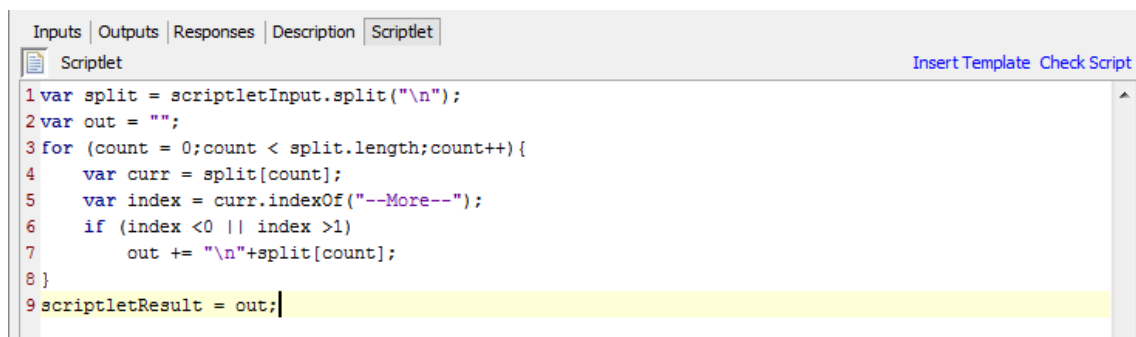 Inputs Outputs Responses Description Scriptlet
Scriptlet Insert Template Check Script
1 var split = scriptletInput.split("\n");
2 var out = "";
3 for (count = 0;count < split.length;count++){
4     var curr = split[count];
5     var index = curr.indexOf("--More--");
6     if (index <0 || index >1)
7         out += "\n"+split[count];
8 }
9 scriptletResult = out;